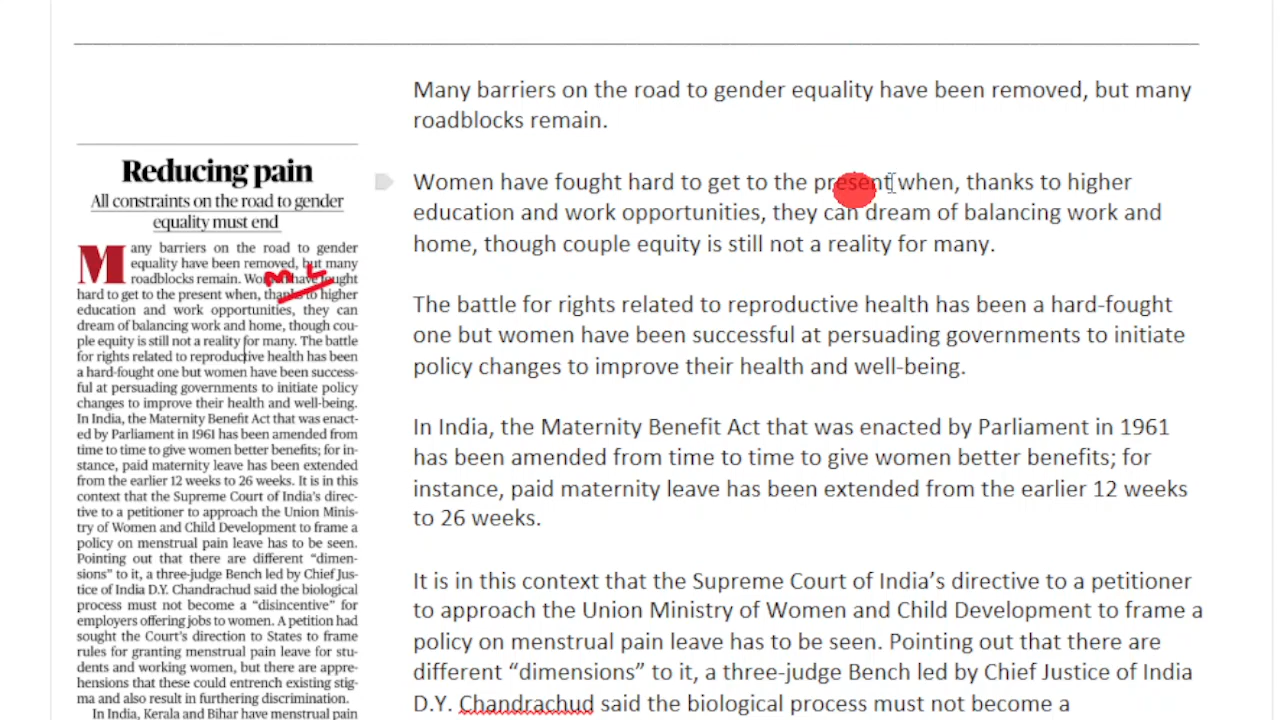 Reducing pain
All constraints on the road to gender
equality must end
Many barriers on the road to gender
equality have been removed, but many
roadblocks remain. Women have fought
hard to get to the present when, thanks to higher
education and work opportunities, they can
dream of balancing work and home, though cou-
ple equity is still not a reality for many. The battle
for rights related to reproductive health has been
a hard-fought one but women have been success-
ful at persuading governments to initiate policy
changes to improve their health and well-being.
In India, the Maternity Benefit Act that was enact-
ed by Parliament in 1961 has been amended from
time to time to give women better benefits; for in-
stance, paid maternity leave has been extended
from the earlier 12 weeks to 26 weeks. It is in this
context that the Supreme Court of India's direc-
tive to a petitioner to approach the Union Minis-
try of Women and Child Development to frame a
policy on menstrual pain leave has to be seen.
Pointing out that there are different “dimen-
sions” to it, a three-judge Bench led by Chief Jus-
tice of India D.Y. Chandrachud said the biological
process must not become a “disincentive” for
employers offering jobs to women. A petition had
sought the Court's direction to States to frame
rules for granting menstrual pain leave for stu-
dents and working women, but there are appre-
hensions that these could entrench existing stig-
ma and also result in furthering discrimination.
In India, Kerala and Bihar have menstrual pain
M L
Many barriers on the road to gender equality have been removed, but many
roadblocks remain.
Women have fought hard to get to the present when, thanks to higher
education and work opportunities, they can dream of balancing work and
home, though couple equity is still not a reality for many.
The battle for rights related to reproductive health has been a hard-fought
one but women have been successful at persuading governments to initiate
policy changes to improve their health and well-being.
In India, the Maternity Benefit Act that was enacted by Parliament in 1961
has been amended from time to time to give women better benefits; for
instance, paid maternity leave has been extended from the earlier 12 weeks
to 26 weeks.
It is in this context that the Supreme Court of India’s directive to a petitioner
to approach the Union Ministry of Women and Child Development to frame a
policy on menstrual pain leave has to be seen. Pointing out that there are
different “dimensions” to it, a three-judge Bench led by Chief Justice of India
D.Y. Chandrachud said the biological process must not become a